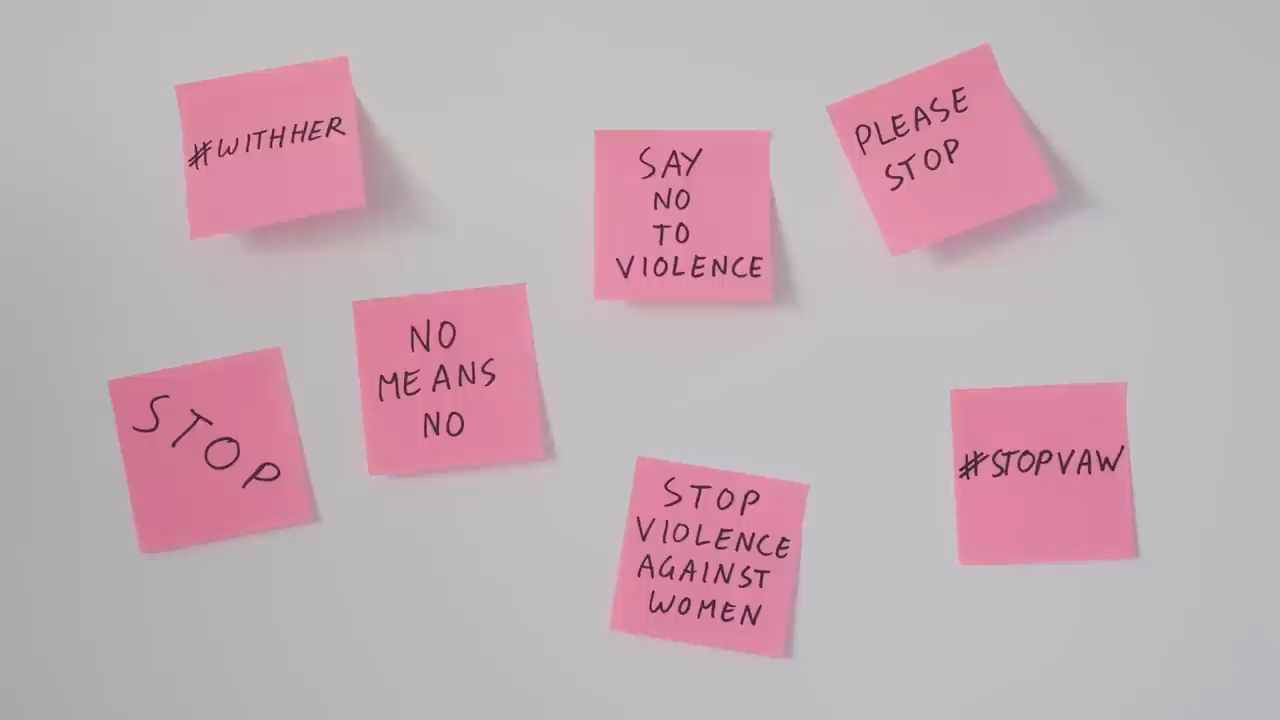 #WITHHER
SAY
NO
TO
VIOLENCE
PLEASE
STOP
STOP
NO
MEANS
NO
STOP
VIOLENCE
AGAINST
WOMEN
#STOPVAW